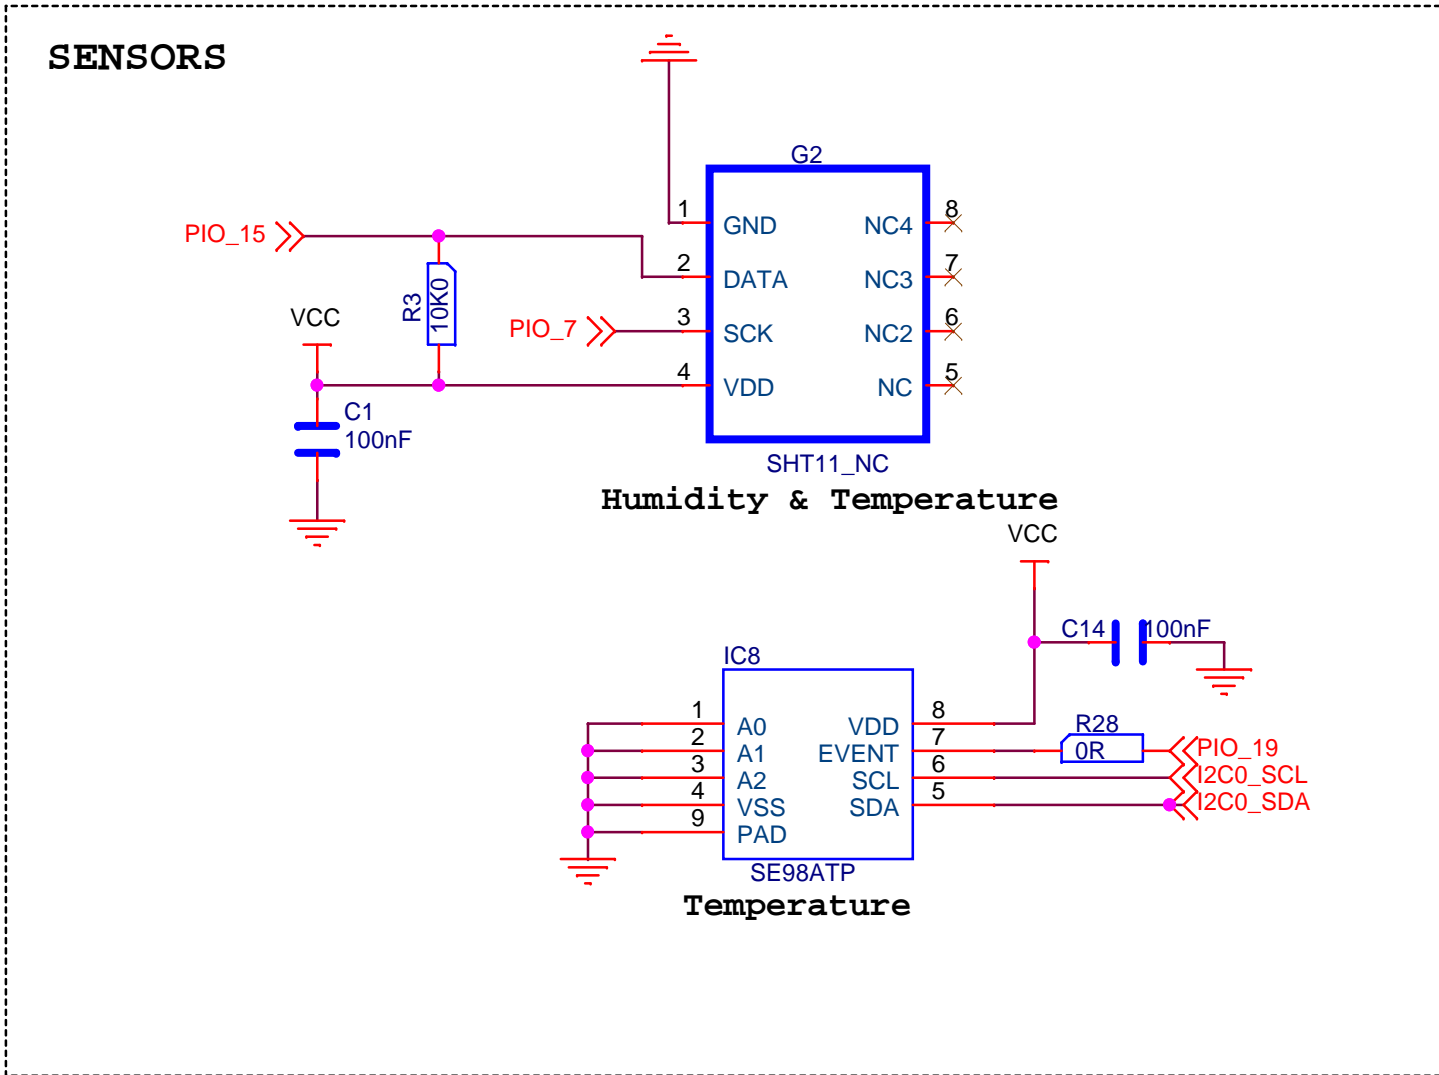 SENSORS
G2
1 GND NC4 8
PIO_15
2 DATA NC3 7
R3 10K0
VCC
PIO_7 3 SCK NC2 6
4 VDD NC 5
C1
100nF
SHT11_NC
Humidity & Temperature
VCC
C14 100nF
IC8
1 A0 VDD 8 R28
2 A1 EVENT 7 0R PIO_19
3 A2 SCL 6 I2C0_SCL
4 VSS SDA 5 I2C0_SDA
9 PAD
SE98ATP
Temperature